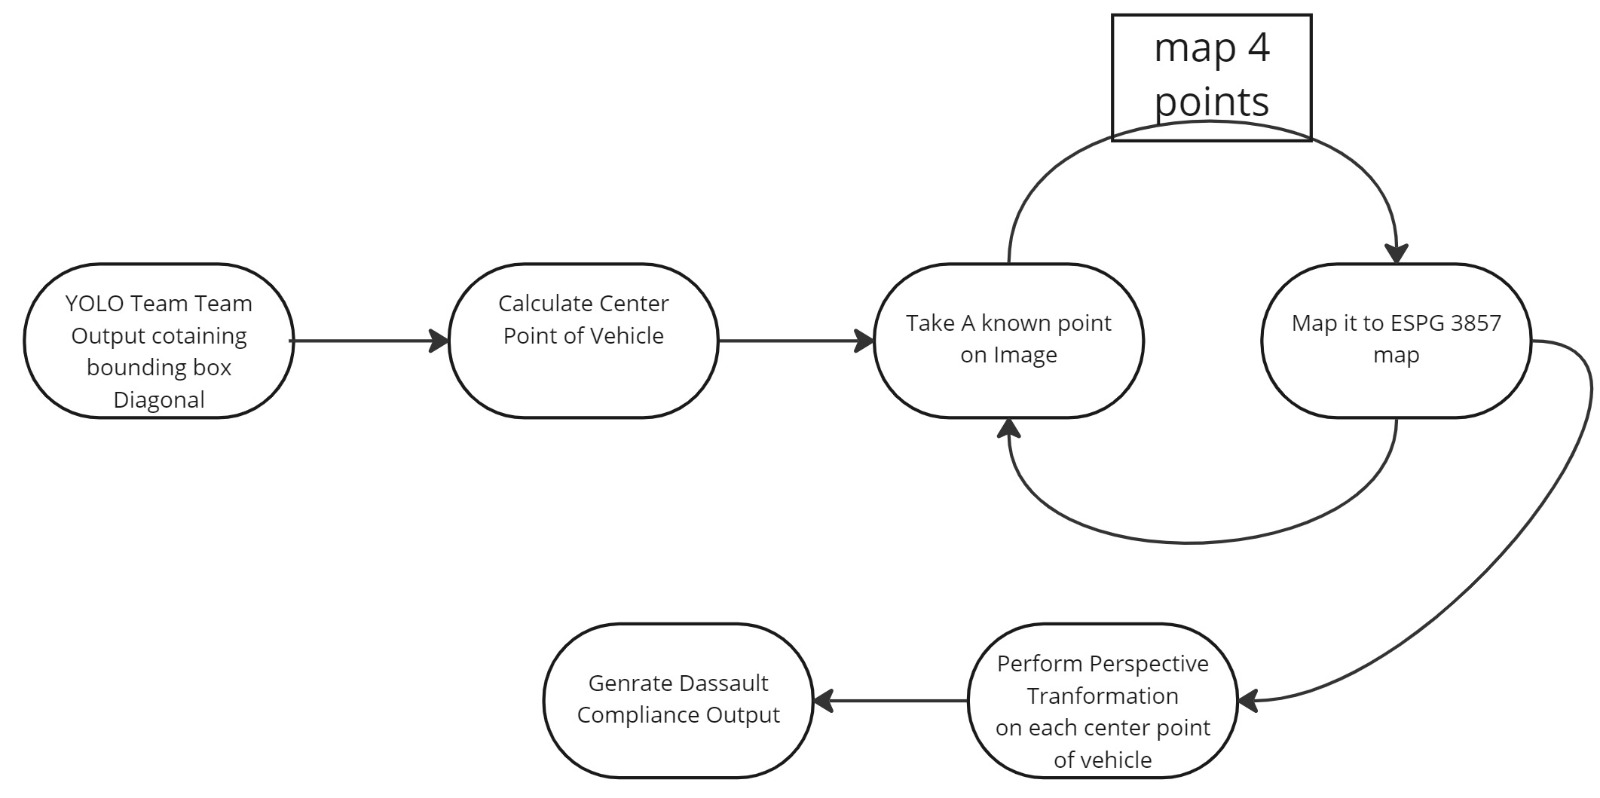 map 4
points
YOLO Team Team
Output cotaining
bounding box
Diagonal
Calculate Center
Point of Vehicle
Take A known point
on Image
Map it to ESPG 3857
map
Perform Perspective
Tranformation
on each center point
of vehicle
Genrate Dassault
Compliance Output